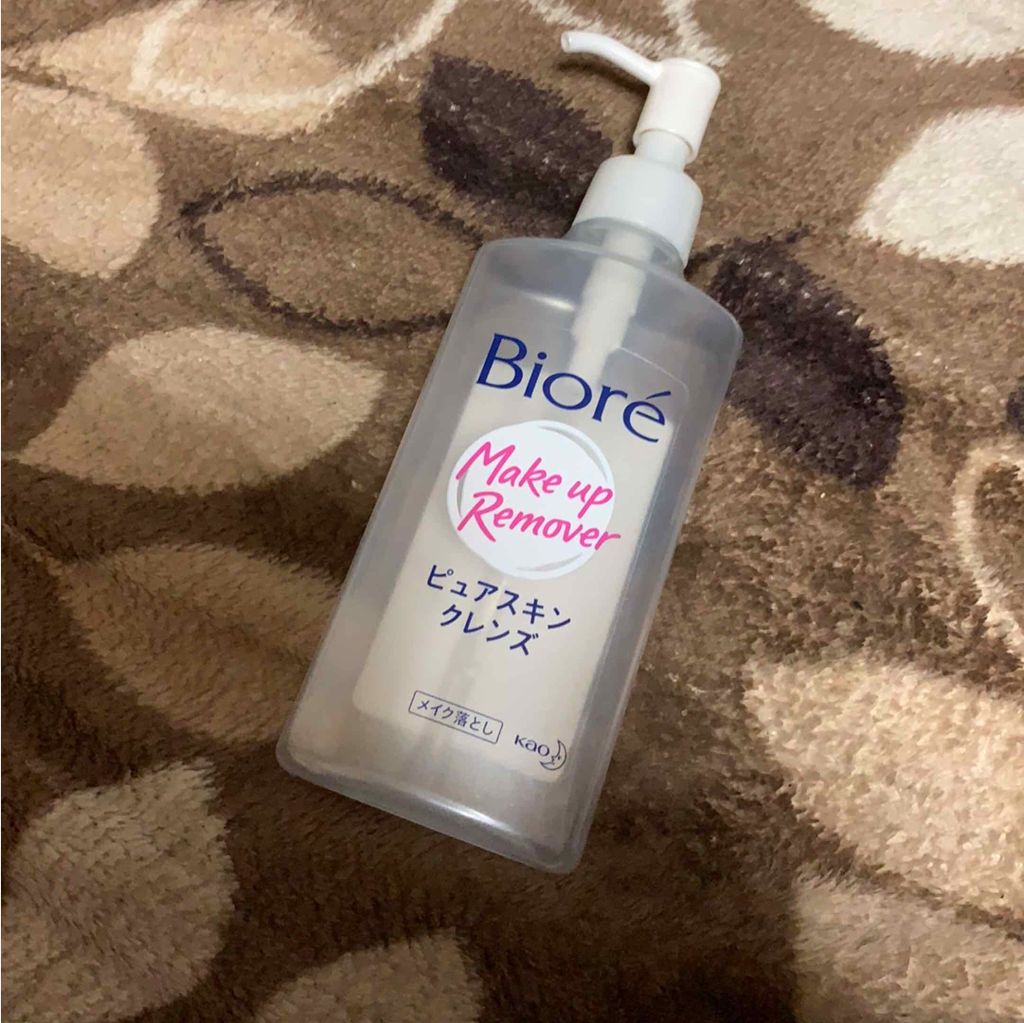 Bioré
Make up
Remover
ピュアスキン
クレンズ
メイク落とし
Kao